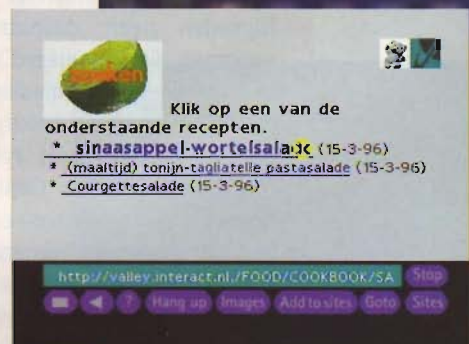 zoeken
Klik op een van de
onderstaande recepten.
* sinaasappel-wortelsalade (15-3-96)
* (maaltijd) tonijn-tagliatelle pastasalade (15-3-96)
* Courgettesalade (15-3-96)
http://valley.interact.nl./FOOD/COOKBOOK/SA Stop
? Hang up Images Add to sites Goto Sites